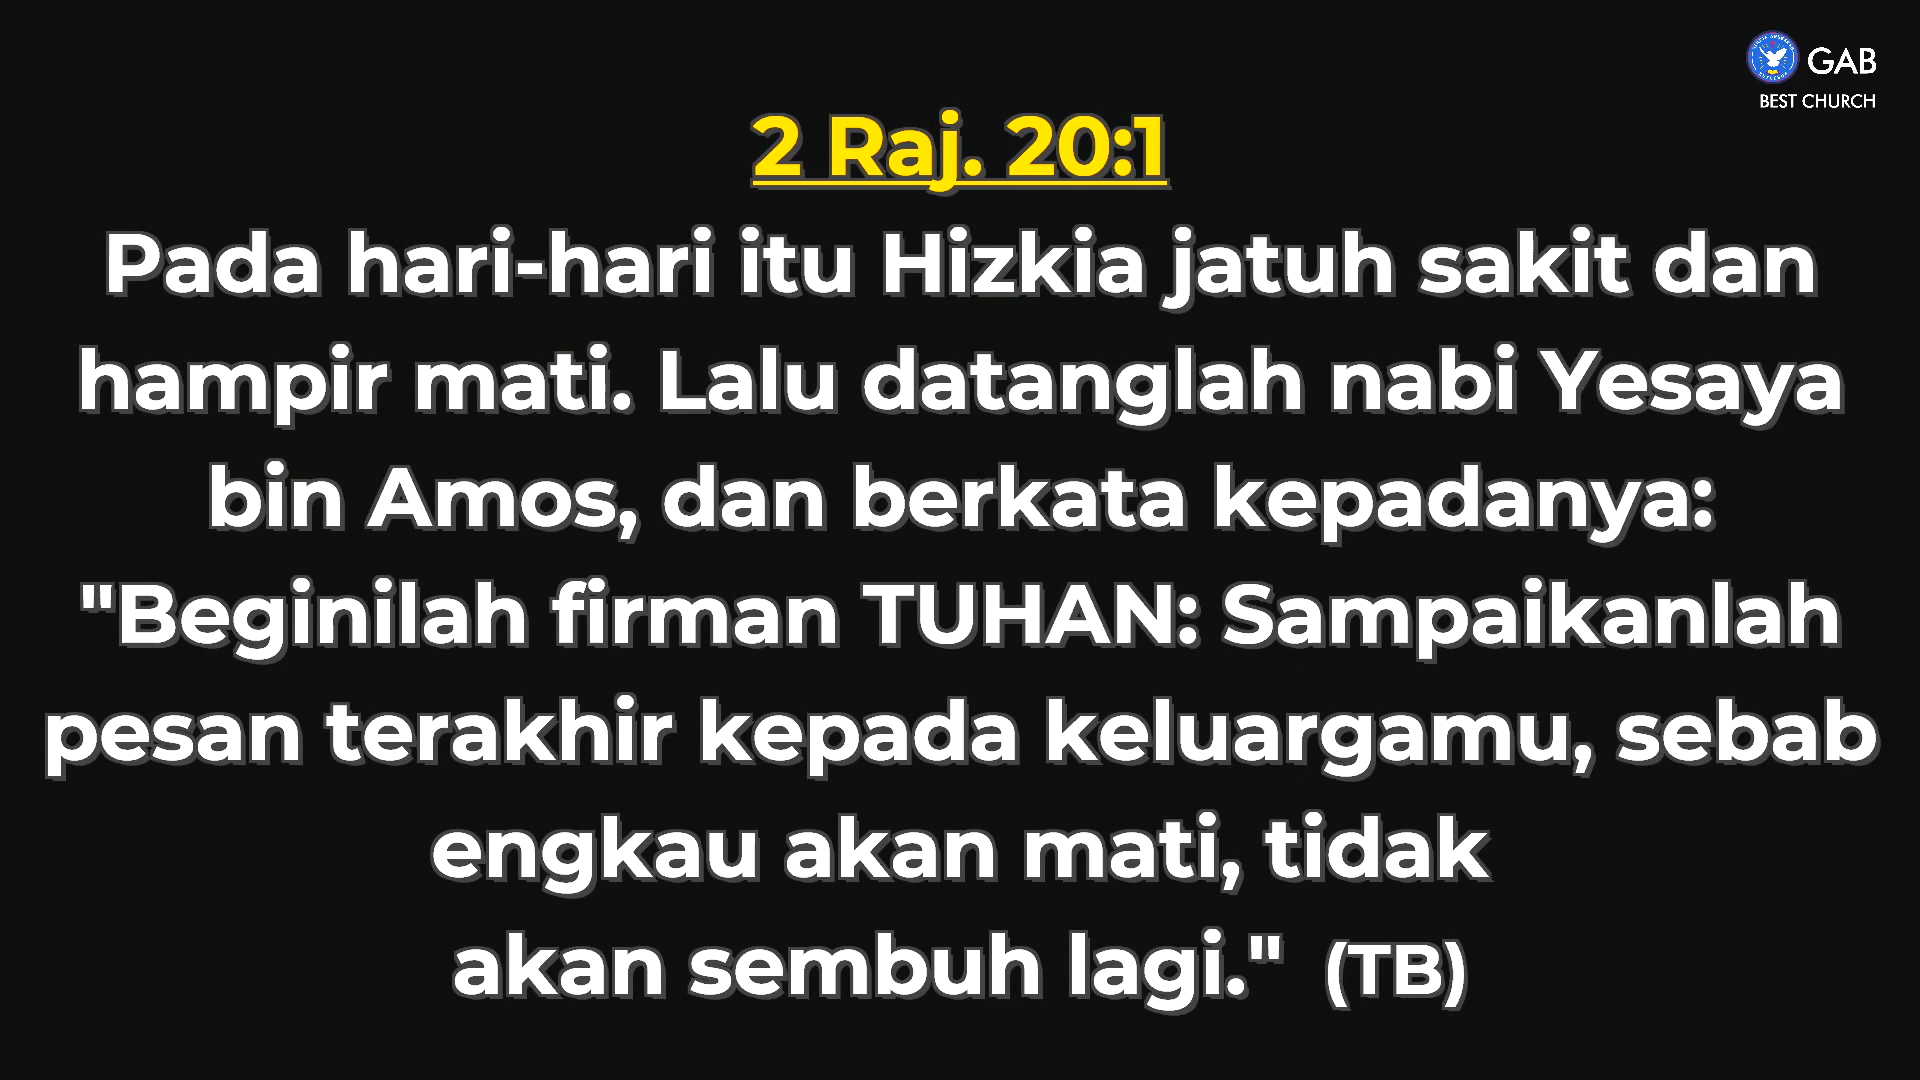 GAB
BEST CHURCH
2 Raj. 20:1
Pada hari-hari itu Hizkia jatuh sakit dan
hampir mati. Lalu datanglah nabi Yesaya
bin Amos, dan berkata kepadanya:
"Beginilah firman TUHAN: Sampaikanlah
pesan terakhir kepada keluargamu, sebab
engkau akan mati, tidak
akan sembuh lagi." (TB)